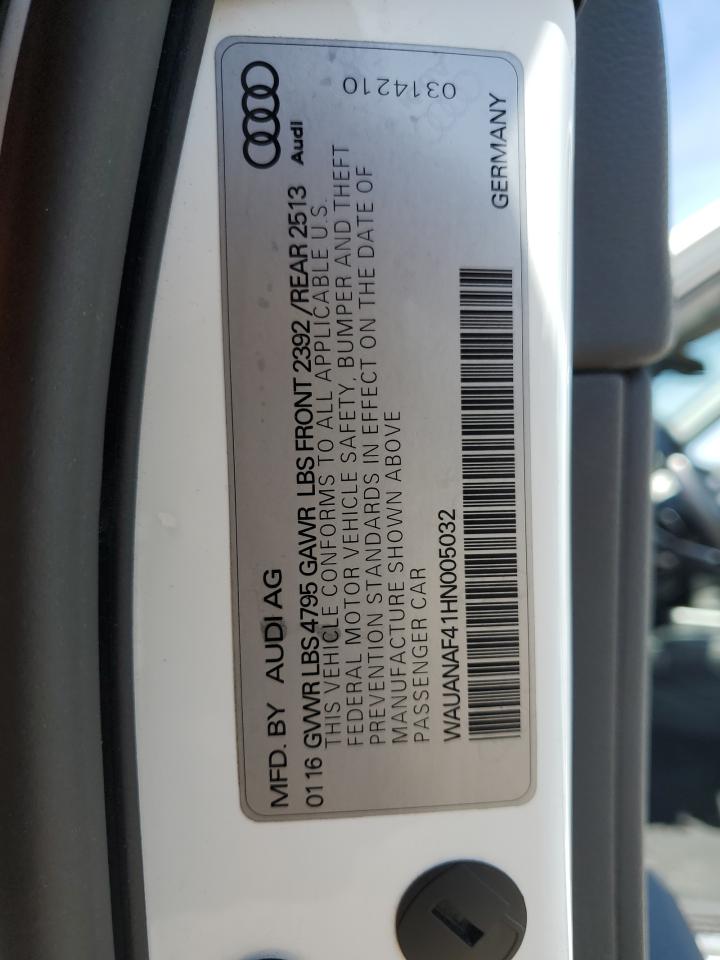 MFD. BY AUDI AG
01 16 GVWR LBS 4795 GAWR LBS FRONT 2392 /REAR 2513
Audi
THIS VEHICLE CONFORMS TO ALL APPLICABLE U.S.
FEDERAL MOTOR VEHICLE SAFETY, BUMPER AND THEFT
PREVENTION STANDARDS IN EFFECT ON THE DATE OF
MANUFACTURE SHOWN ABOVE
PASSENGER CAR
0314210
WAUANAF41HN005032
GERMANY